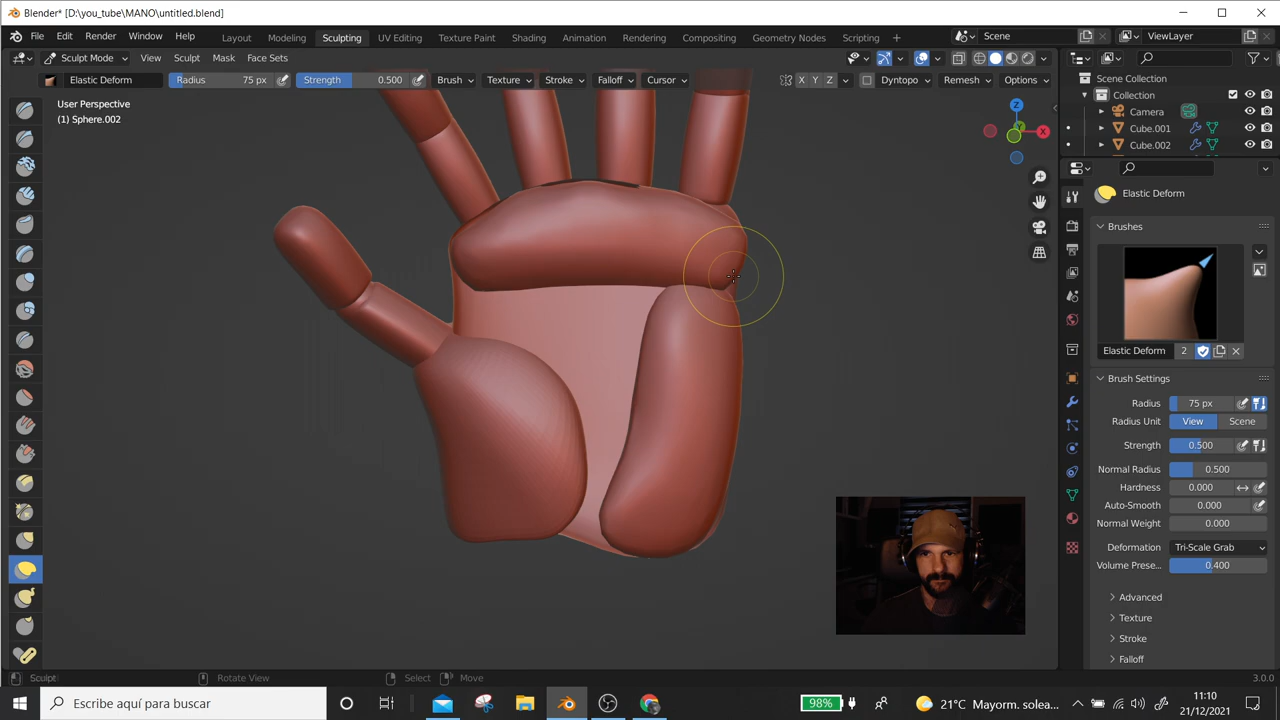 Blender* [D:\you_tube\MANO\untitled.blend]
File Edit Render Window Help Layout Modeling Sculpting UV Editing Texture Paint Shading Animation Rendering Compositing Geometry Nodes Scripting Scene ViewLayer
Sculpt Mode View Sculpt Mask Face Sets Options
Elastic Deform Radius 75 px Strength 0.500 Brush Texture Stroke Falloff Cursor X Y Z Dyntopo Remesh Options
User Perspective
(1) Sphere.002
Z
X
Y
Scene Collection
Collection
Camera
Cube.001
Cube.002
Elastic Deform
Brushes
Elastic Deform 2
Brush Settings
Radius 75 px
Radius Unit View Scene
Strength 0.500
Normal Radius 0.500
Hardness 0.000
Auto-Smooth 0.000
Normal Weight 0.000
Deformation Tri-Scale Grab
Volume Prese... 0.400
Advanced
Texture
Stroke
Falloff
Sculpt Rotate View Select Move 3.0.0
Escribe aquí para buscar 98% 21°C Mayorm. solea... 11:10
21/12/2021